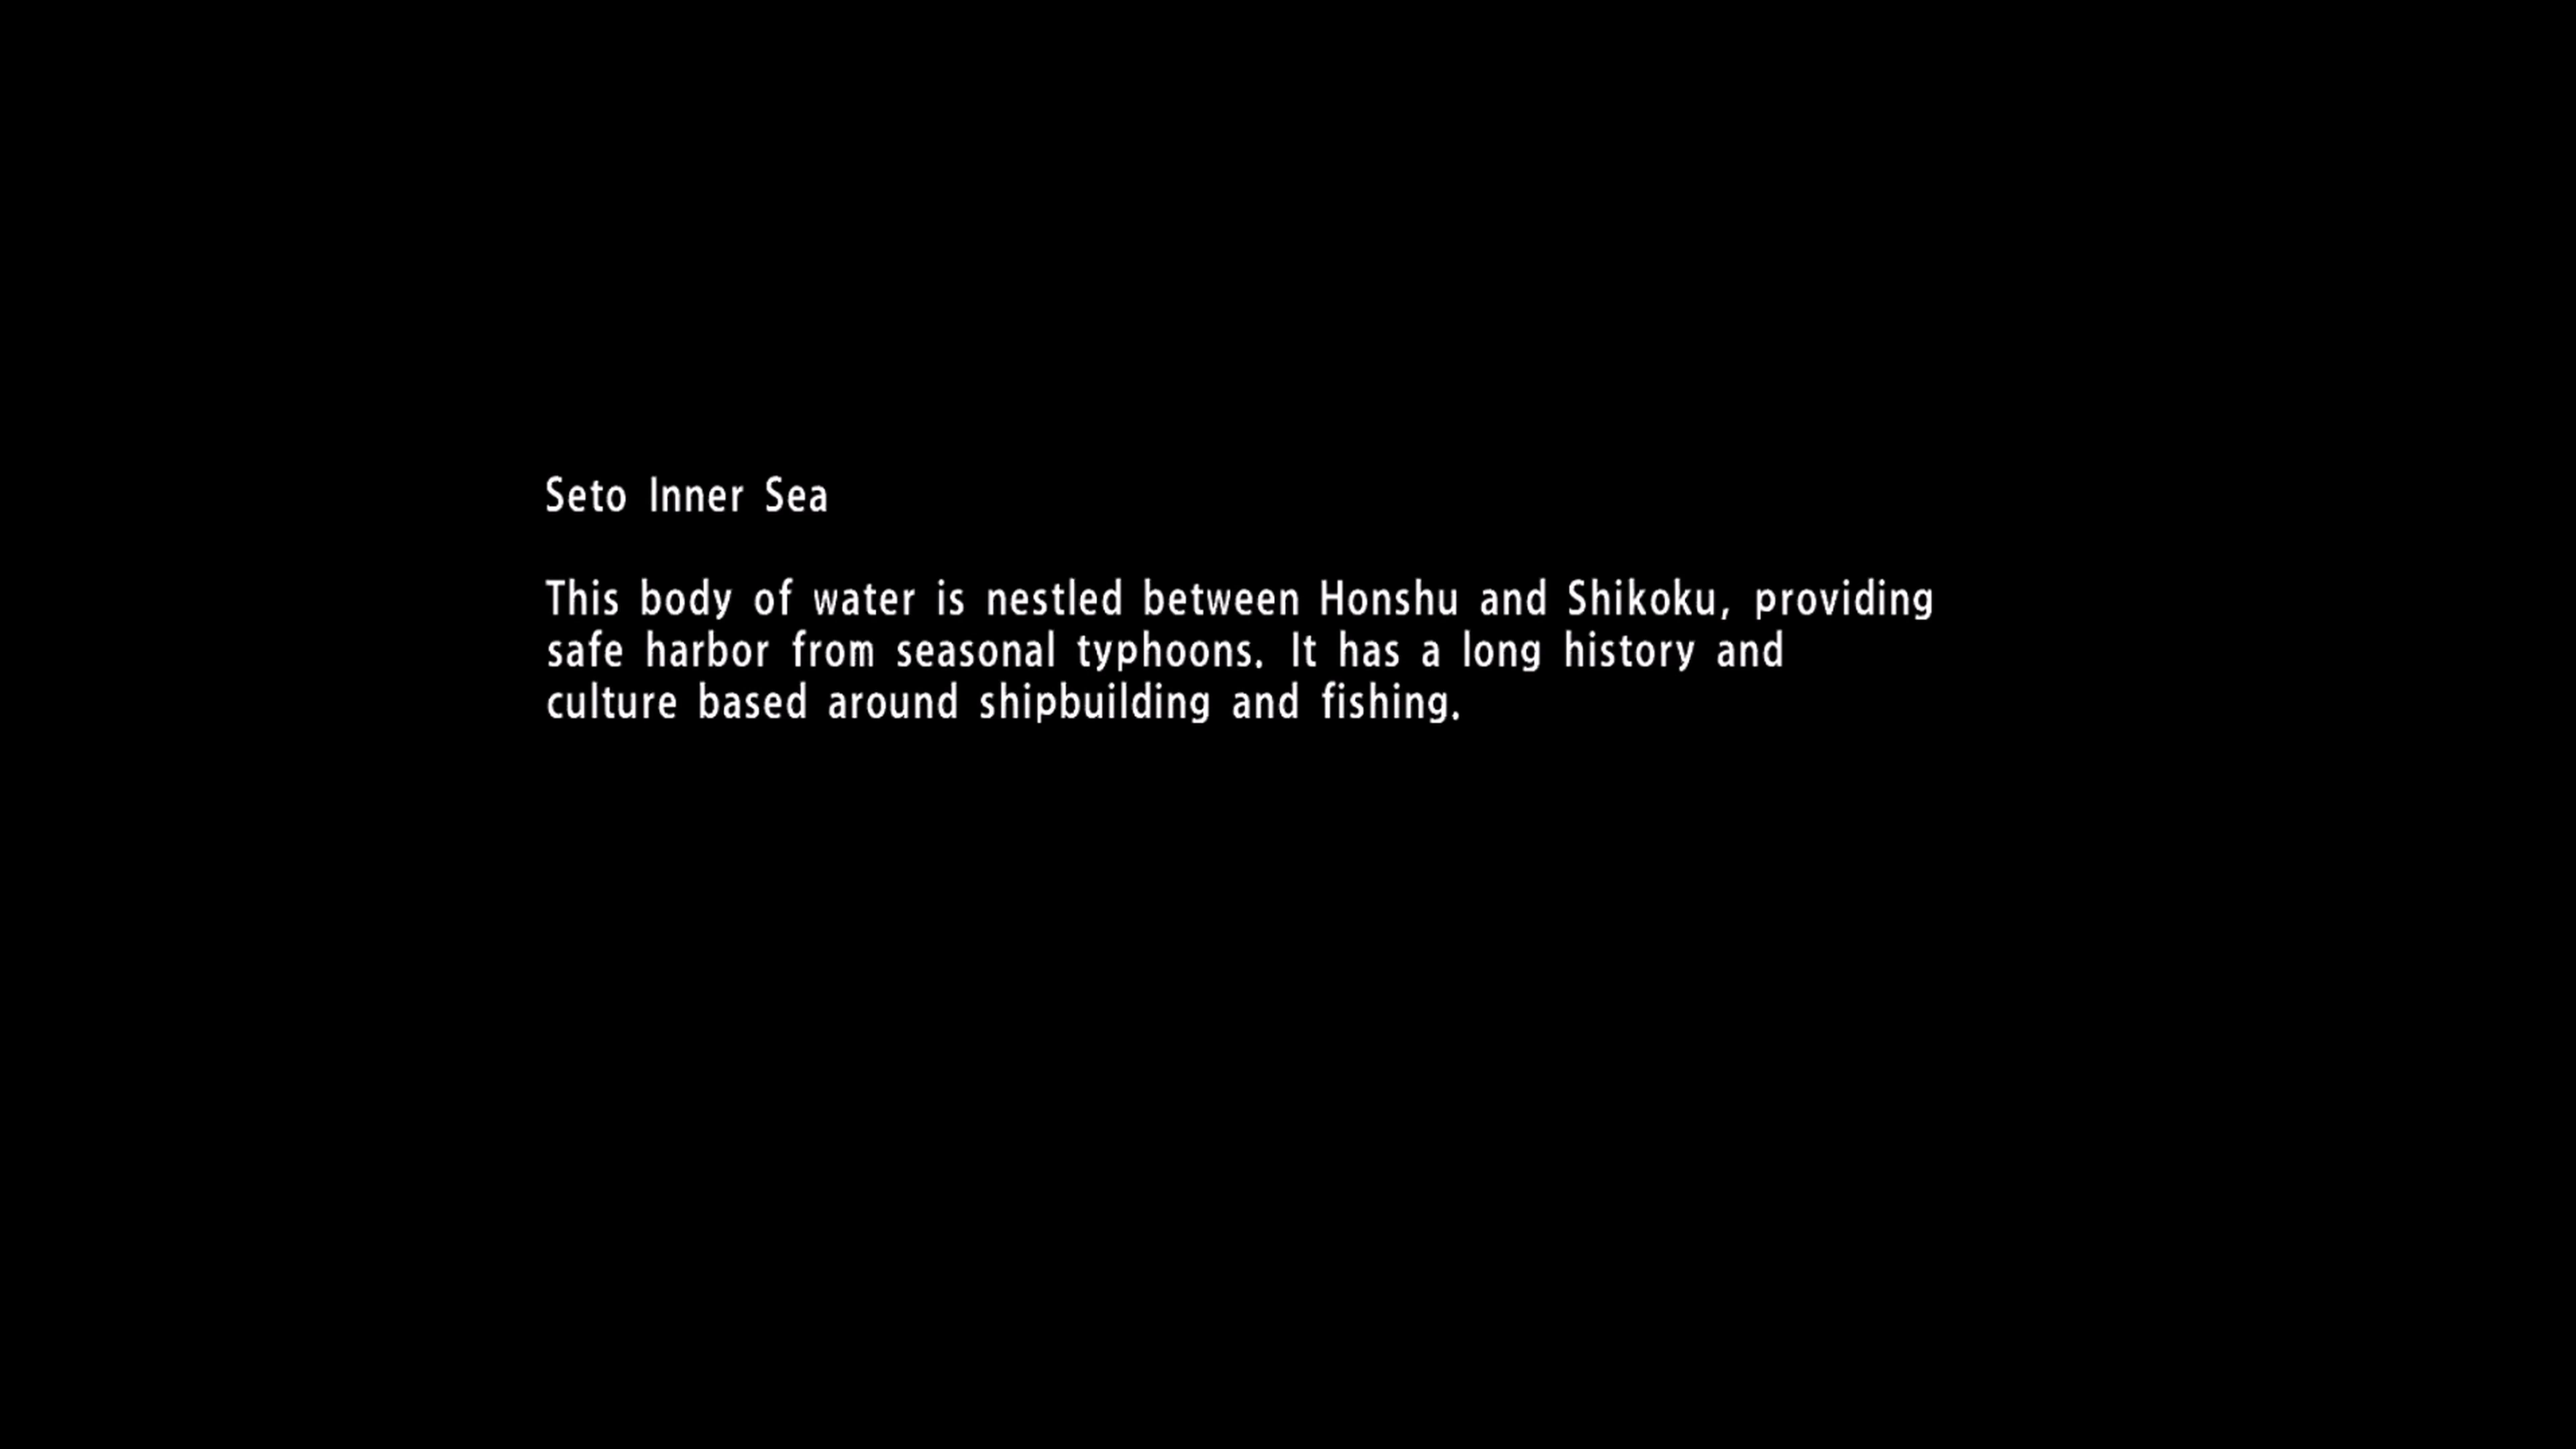 Seto Inner Sea
This body of water is nestled between Honshu and Shikoku, providing
safe harbor from seasonal typhoons. It has a long history and
culture based around shipbuilding and fishing.